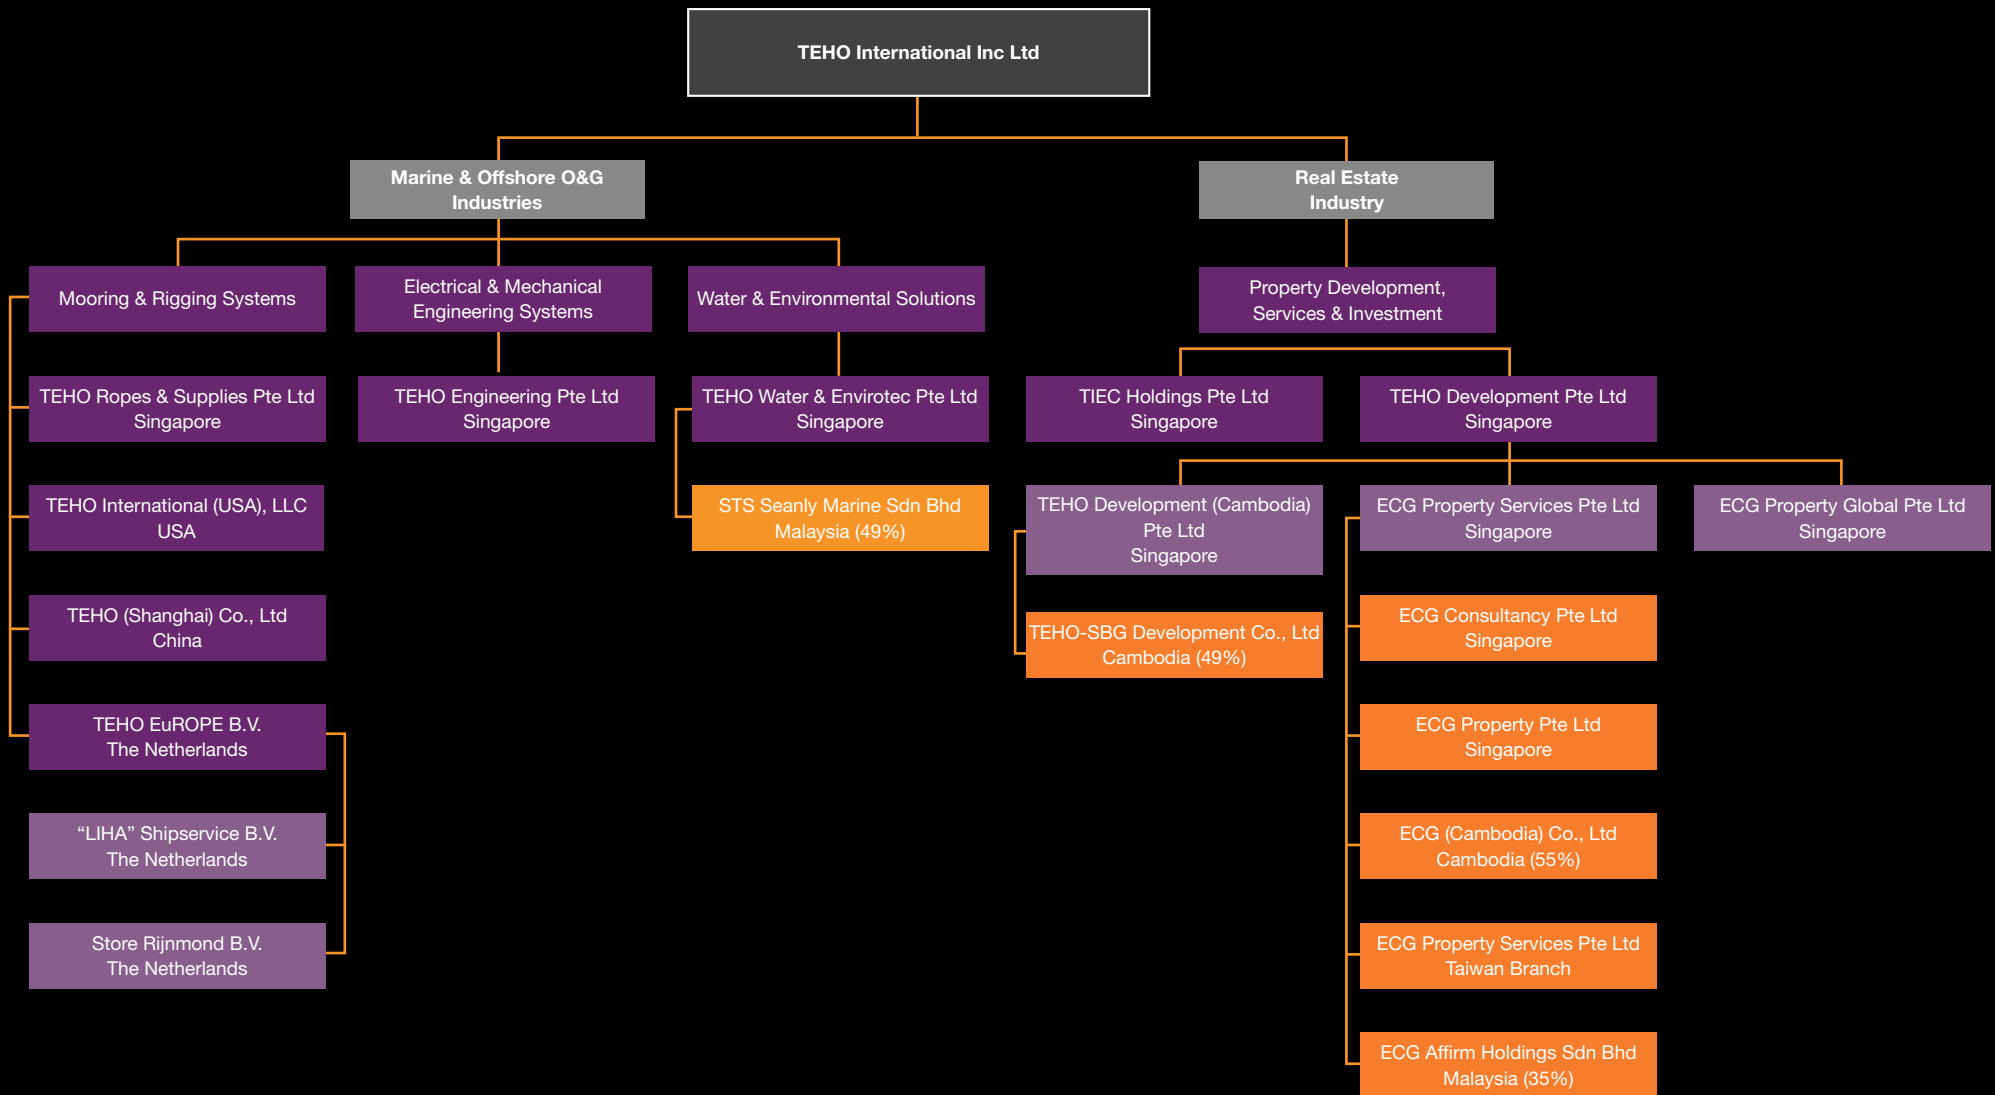 TEHO International Inc Ltd
Marine & Offshore O&G
Industries
Real Estate
Industry
Mooring & Rigging Systems
Electrical & Mechanical
Engineering Systems
Water & Environmental Solutions
Property Development,
Services & Investment
TEHO Ropes & Supplies Pte Ltd
Singapore
TEHO Engineering Pte Ltd
Singapore
TEHO Water & Envirotec Pte Ltd
Singapore
TIEC Holdings Pte Ltd
Singapore
TEHO Development Pte Ltd
Singapore
TEHO International (USA), LLC
USA
STS Seanly Marine Sdn Bhd
Malaysia (49%)
TEHO Development (Cambodia)
Pte Ltd
Singapore
ECG Property Services Pte Ltd
Singapore
ECG Property Global Pte Ltd
Singapore
TEHO (Shanghai) Co., Ltd
China
TEHO-SBG Development Co., Ltd
Cambodia (49%)
ECG Consultancy Pte Ltd
Singapore
TEHO EuROPE B.V.
The Netherlands
ECG Property Pte Ltd
Singapore
“LIHA” Shipservice B.V.
The Netherlands
ECG (Cambodia) Co., Ltd
Cambodia (55%)
Store Rijnmond B.V.
The Netherlands
ECG Property Services Pte Ltd
Taiwan Branch
ECG Affirm Holdings Sdn Bhd
Malaysia (35%)